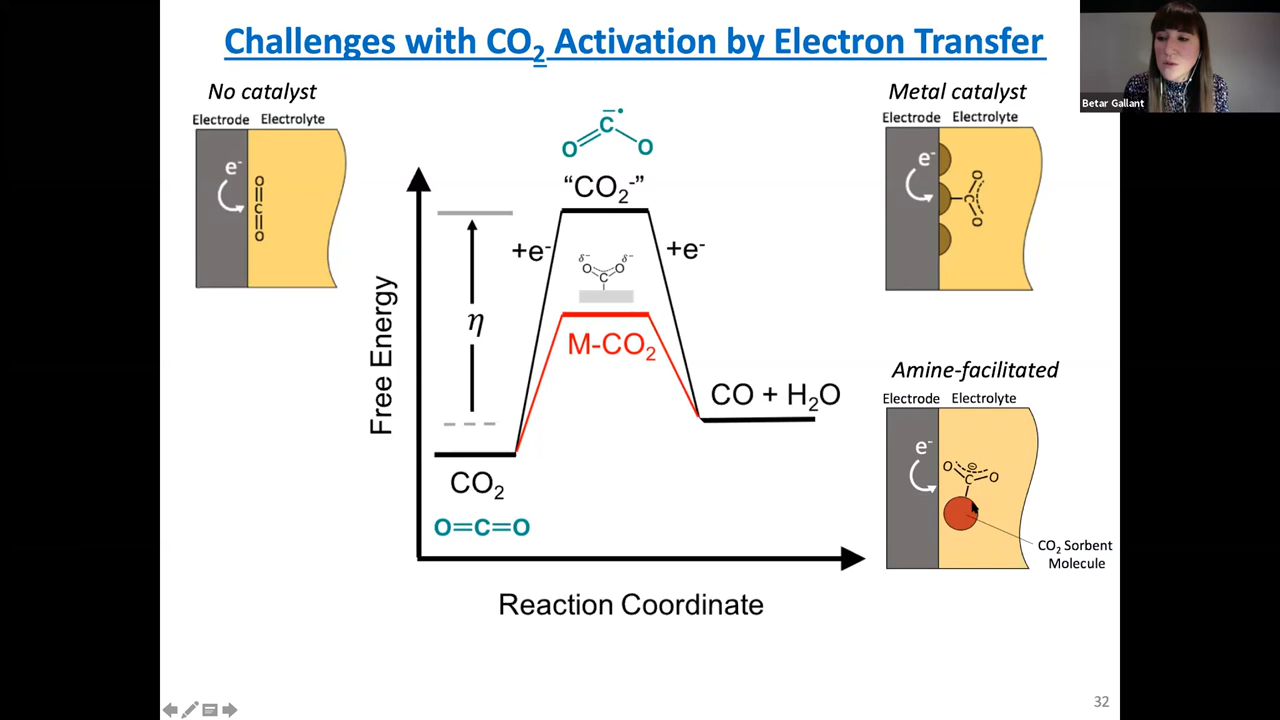 Challenges with CO₂ Activation by Electron Transfer
Betar Gallant
No catalyst
Electrode Electrolyte
e⁻
O=C=O
Metal catalyst
Electrode Electrolyte
e⁻
O
C
O
O C O
–•
“CO₂⁻”
+e⁻
+e⁻
δ⁻ δ⁻
O C O
η
M-CO₂
Free Energy
CO + H₂O
CO₂
O=C=O
Reaction Coordinate
Amine-facilitated
Electrode Electrolyte
e⁻
O C O
⊖
CO₂ Sorbent
Molecule
32